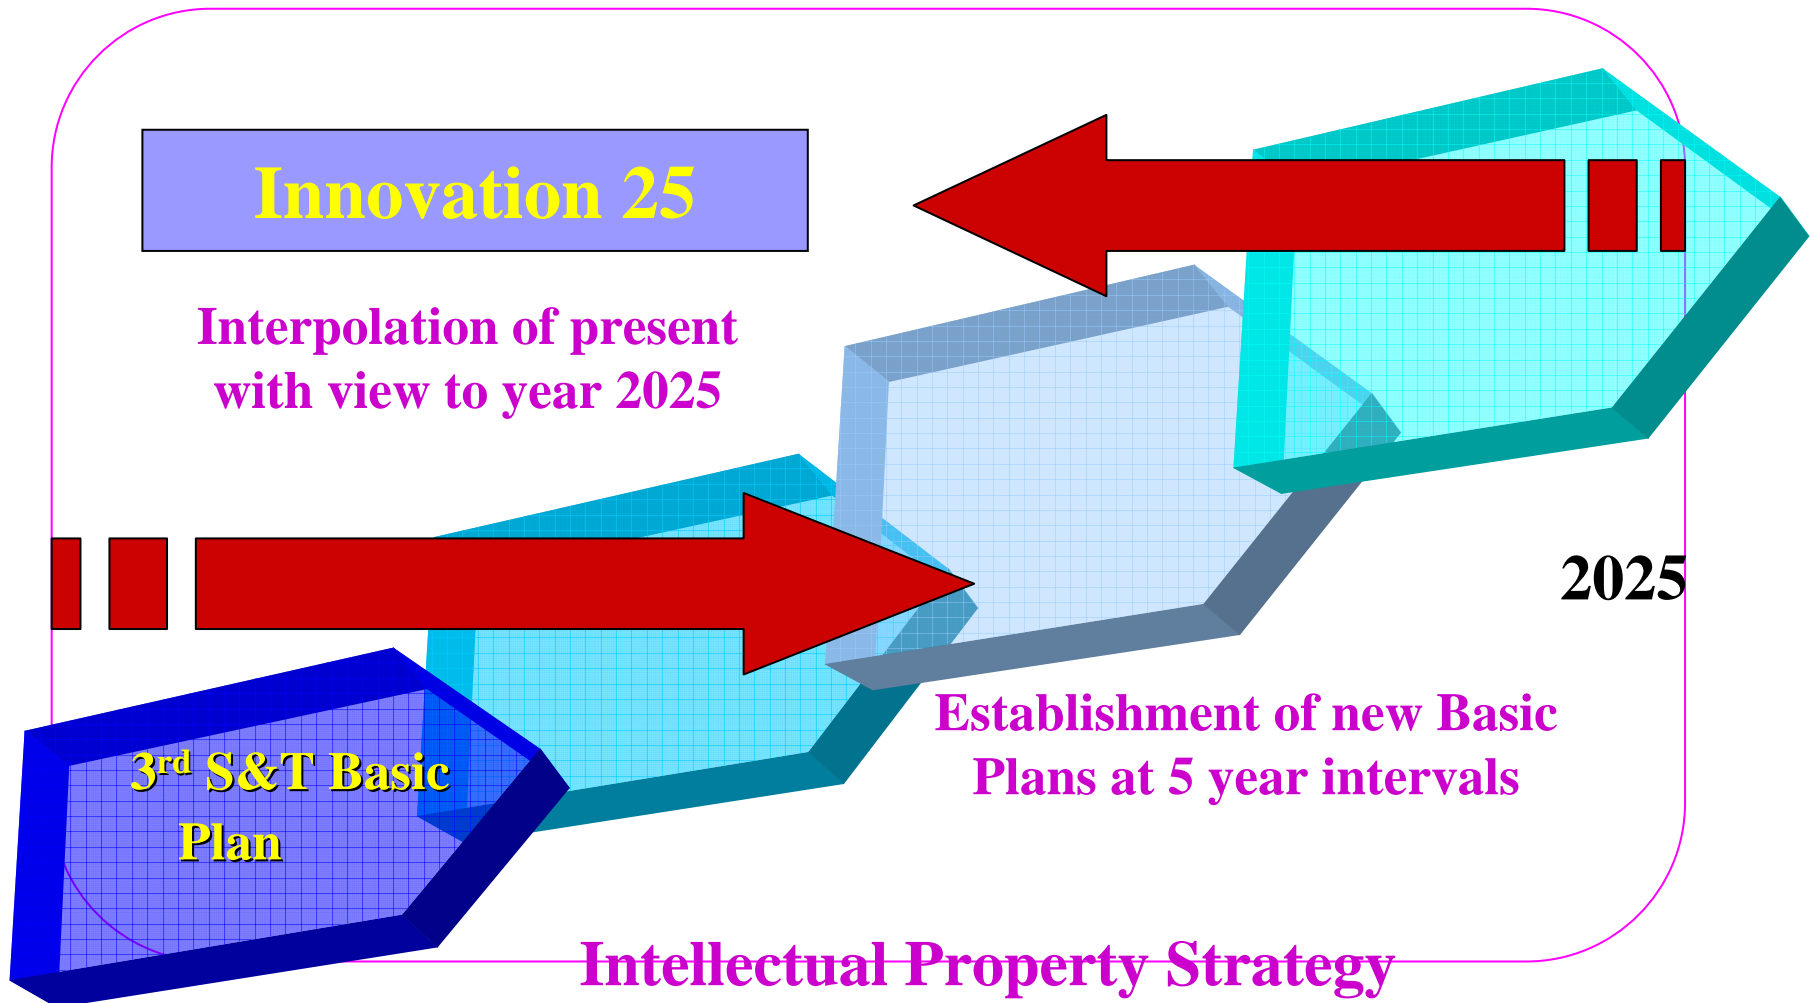 Innovation 25
Interpolation of present
with view to year 2025
2025
Establishment of new Basic
Plans at 5 year intervals
3rd S&T Basic
Plan
Intellectual Property Strategy